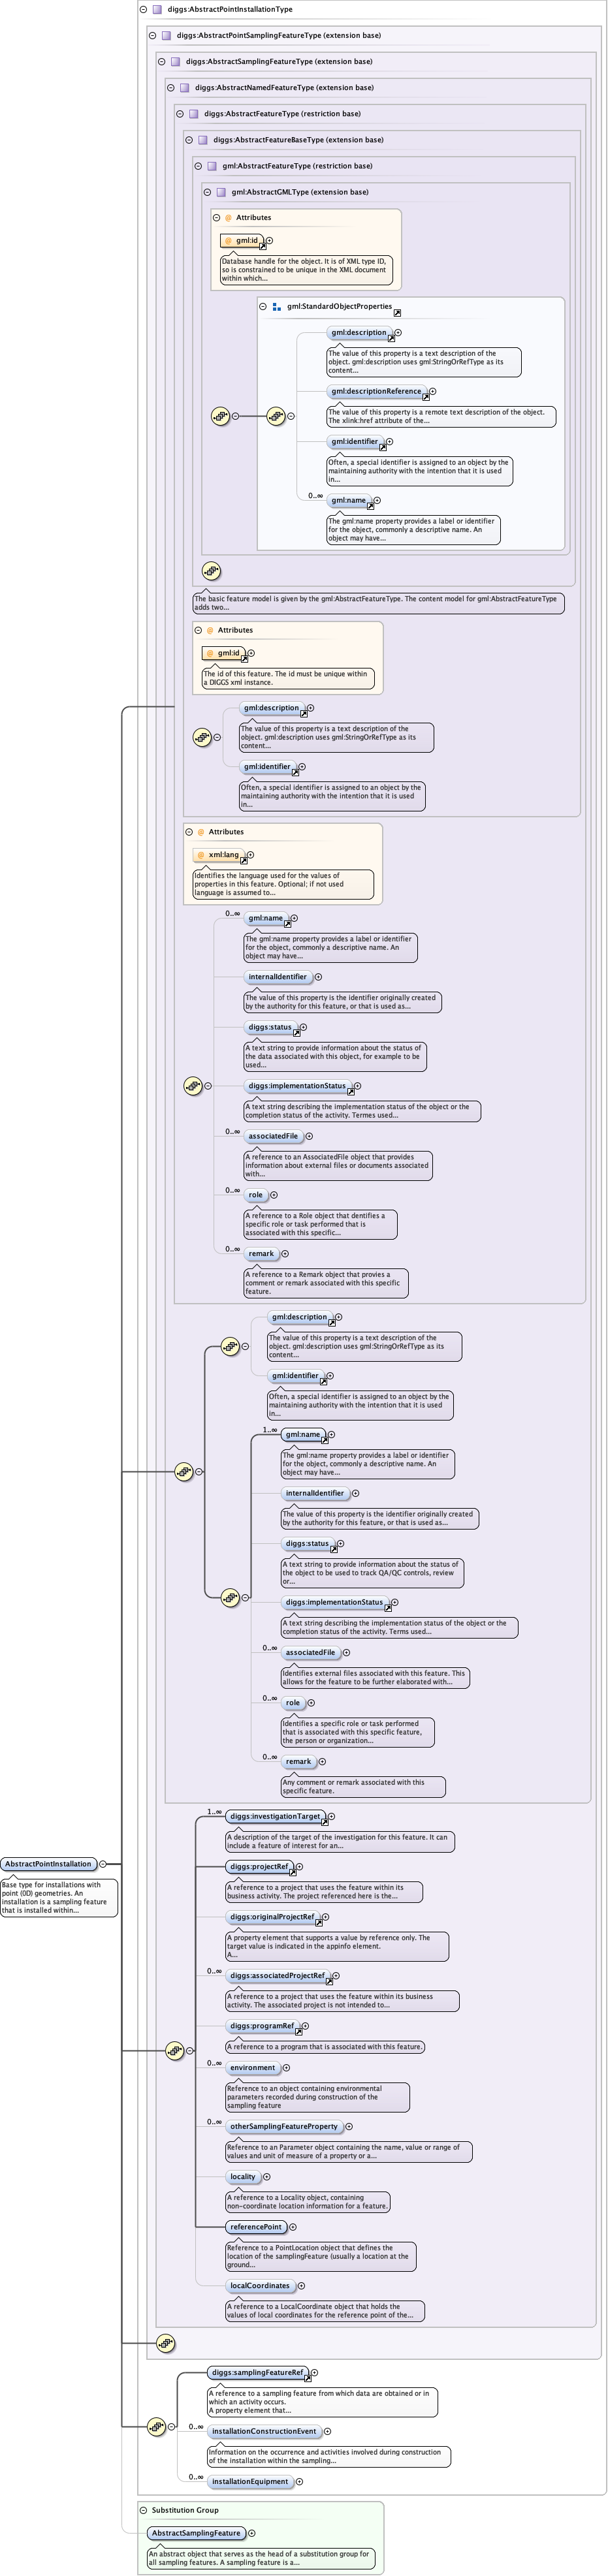 diggs:AbstractPointInstallationType
diggs:AbstractPointSamplingFeatureType (extension base)
diggs:AbstractSamplingFeatureType (extension base)
diggs:AbstractNamedFeatureType (extension base)
diggs:AbstractFeatureType (restriction base)
diggs:AbstractFeatureBaseType (extension base)
gml:AbstractFeatureType (restriction base)
gml:AbstractGMLType (extension base)
@ Attributes
@ gml:id
Database handle for the object. It is of XML type ID,
so is constrained to be unique in the XML document
within which...
gml:StandardObjectProperties
gml:description
The value of this property is a text description of the
object. gml:description uses gml:StringOrRefType as its
content...
gml:descriptionReference
The value of this property is a remote text description of the object.
The xlink:href attribute of the...
gml:identifier
Often, a special identifier is assigned to an object by the
maintaining authority with the intention that it is used
in...
0..∞
gml:name
The gml:name property provides a label or identifier
for the object, commonly a descriptive name. An
object may have...
The basic feature model is given by the gml:AbstractFeatureType. The content model for gml:AbstractFeatureType
adds two...
@ Attributes
@ gml:id
The id of this feature. The id must be unique within
a DIGGS xml instance.
gml:description
The value of this property is a text description of the
object. gml:description uses gml:StringOrRefType as its
content...
gml:identifier
Often, a special identifier is assigned to an object by the
maintaining authority with the intention that it is used
in...
@ Attributes
@ xml:lang
Identifies the language used for the values of
properties in this feature. Optional; if not used
language is assumed to...
0..∞
gml:name
The gml:name property provides a label or identifier
for the object, commonly a descriptive name. An
object may have...
internalIdentifier
The value of this property is the identifier originally created
by the authority for this feature, or that is used as...
diggs:status
A text string to provide information about the status of
the data associated with this object, for example to be
used...
diggs:implementationStatus
A text string describing the implementation status of the object or the
completion status of the activity. Termes used...
0..∞
associatedFile
A reference to an AssociatedFile object that provides
information about external files or documents associated
with...
0..∞
role
A reference to a Role object that dentifies a
specific role or task performed that is
associated with this specific...
0..∞
remark
A reference to a Remark object that provies a
comment or remark associated with this specific
feature.
gml:description
The value of this property is a text description of the
object. gml:description uses gml:StringOrRefType as its
content...
gml:identifier
Often, a special identifier is assigned to an object by the
maintaining authority with the intention that it is used
in...
1..∞
gml:name
The gml:name property provides a label or identifier
for the object, commonly a descriptive name. An
object may have...
internalIdentifier
The value of this property is the identifier originally created
by the authority for this feature, or that is used as...
diggs:status
A text string to provide information about the status
of the object to be used to track QA/QC controls, review
or...
diggs:implementationStatus
A text string describing the implementation status of the object or the
completion status of the activity. Terms used...
0..∞
associatedFile
Identifies external files associated with this feature. This
allows for the feature to be further elaborated with...
0..∞
role
Identifies a specific role or task performed
that is associated with this specific feature,
the person or organization...
0..∞
remark
Any comment or remark associated with this
specific feature.
1..∞
diggs:investigationTarget
A description of the target of the investigation for this feature. It can
include a feature of interest for an...
AbstractPointInstallation
Base type for installations with
point (0D) geometries. An
installation is a sampling feature
that is installed within...
diggs:projectRef
A reference to a project that uses the feature within its
business activity. The project referenced here is the...
diggs:originalProjectRef
A property element that supports a value by reference only. The
target value is indicated in the appinfo element.
A...
0..∞
diggs:associatedProjectRef
A reference to a project that uses the feature within its business
activity. The associated project is not intended to...
diggs:programRef
A reference to a program that is associated with this feature.
0..∞
environment
Reference to an object containing environmental
parameters recorded during construction of the
sampling feature
0..∞
otherSamplingFeatureProperty
Reference to an Parameter object containing the name, value or range of
values and unit of measure of a property or a...
locality
A reference to a Locality object, containing
non-coordinate location information for a feature.
referencePoint
Reference to a PointLocation object that defines the
location of the samplingFeature (usually a location at the
ground...
localCoordinates
A reference to a LocalCoordinate object that holds the
values of local coordinates for the reference point of the...
diggs:samplingFeatureRef
A reference to a sampling feature from which data are obtained or in
which an activity occurs.
A property element that...
0..∞
installationConstructionEvent
Information on the occurrence and activities involved during construction
of the installation within the sampling...
0..∞
installationEquipment
Substitution Group
AbstractSamplingFeature
An abstract object that serves as the head of a substitution group for
all sampling features. A sampling feature is a...